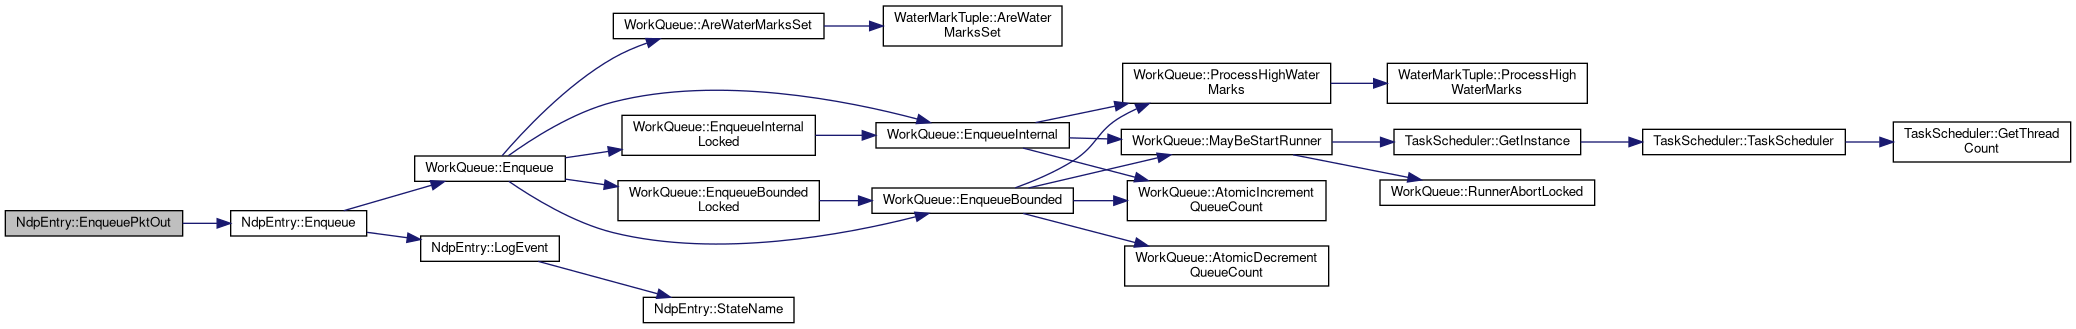 NdpEntry::EnqueuePktOut
NdpEntry::Enqueue
WorkQueue::Enqueue
NdpEntry::LogEvent
WorkQueue::AreWaterMarksSet
WorkQueue::EnqueueInternal
Locked
WorkQueue::EnqueueBounded
Locked
NdpEntry::StateName
WaterMarkTuple::AreWater
MarksSet
WorkQueue::EnqueueInternal
WorkQueue::EnqueueBounded
WorkQueue::ProcessHighWater
Marks
WorkQueue::MayBeStartRunner
WorkQueue::AtomicIncrement
QueueCount
WorkQueue::AtomicDecrement
QueueCount
WaterMarkTuple::ProcessHigh
WaterMarks
TaskScheduler::GetInstance
WorkQueue::RunnerAbortLocked
TaskScheduler::TaskScheduler
TaskScheduler::GetThread
Count